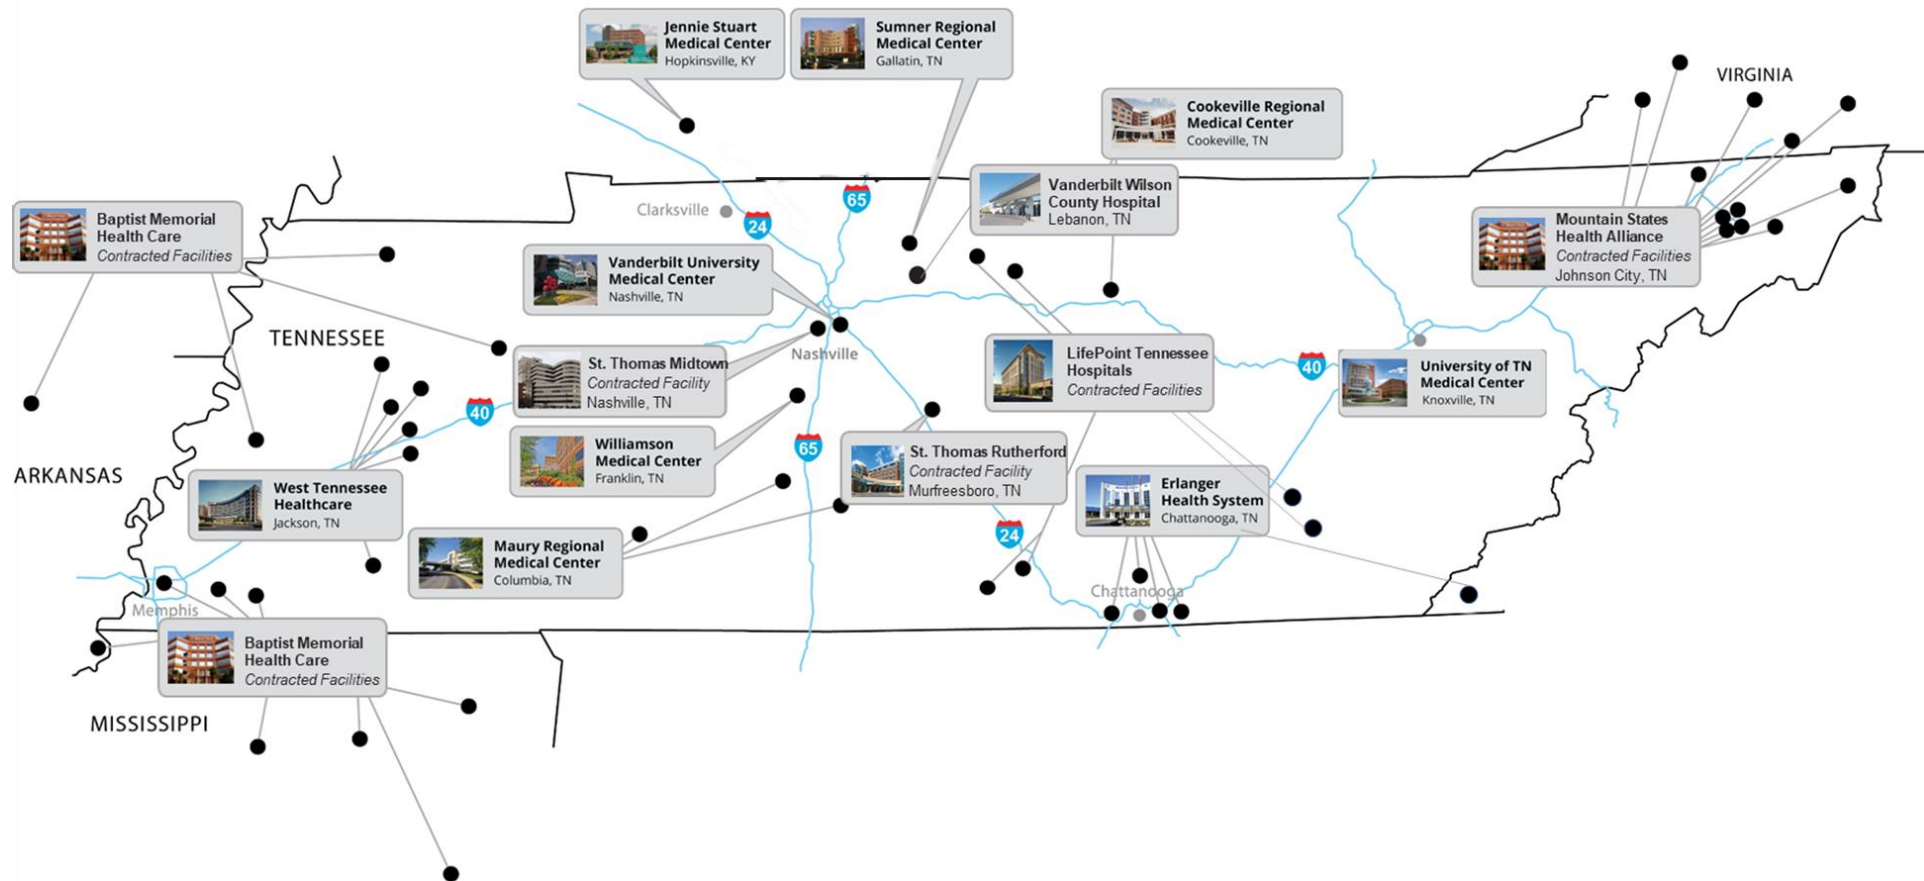 Jennie Stuart
Medical Center
Hopkinsville, KY
Sumner Regional
Medical Center
Gallatin, TN
VIRGINIA
Cookeville Regional
Medical Center
Cookeville, TN
Vanderbilt Wilson
County Hospital
Lebanon, TN
Clarksville
24
65
Baptist Memorial
Health Care
Contracted Facilities
Mountain States
Health Alliance
Contracted Facilities
Johnson City, TN
Vanderbilt University
Medical Center
Nashville, TN
TENNESSEE
Nashville
St. Thomas Midtown
Contracted Facility
Nashville, TN
LifePoint Tennessee
Hospitals
Contracted Facilities
40
University of TN
Medical Center
Knoxville, TN
40
Williamson
Medical Center
Franklin, TN
65
St. Thomas Rutherford
Contracted Facility
Murfreesboro, TN
ARKANSAS
West Tennessee
Healthcare
Jackson, TN
Erlanger
Health System
Chattanooga, TN
Maury Regional
Medical Center
Columbia, TN
24
Chattanooga
Memphis
Baptist Memorial
Health Care
Contracted Facilities
MISSISSIPPI